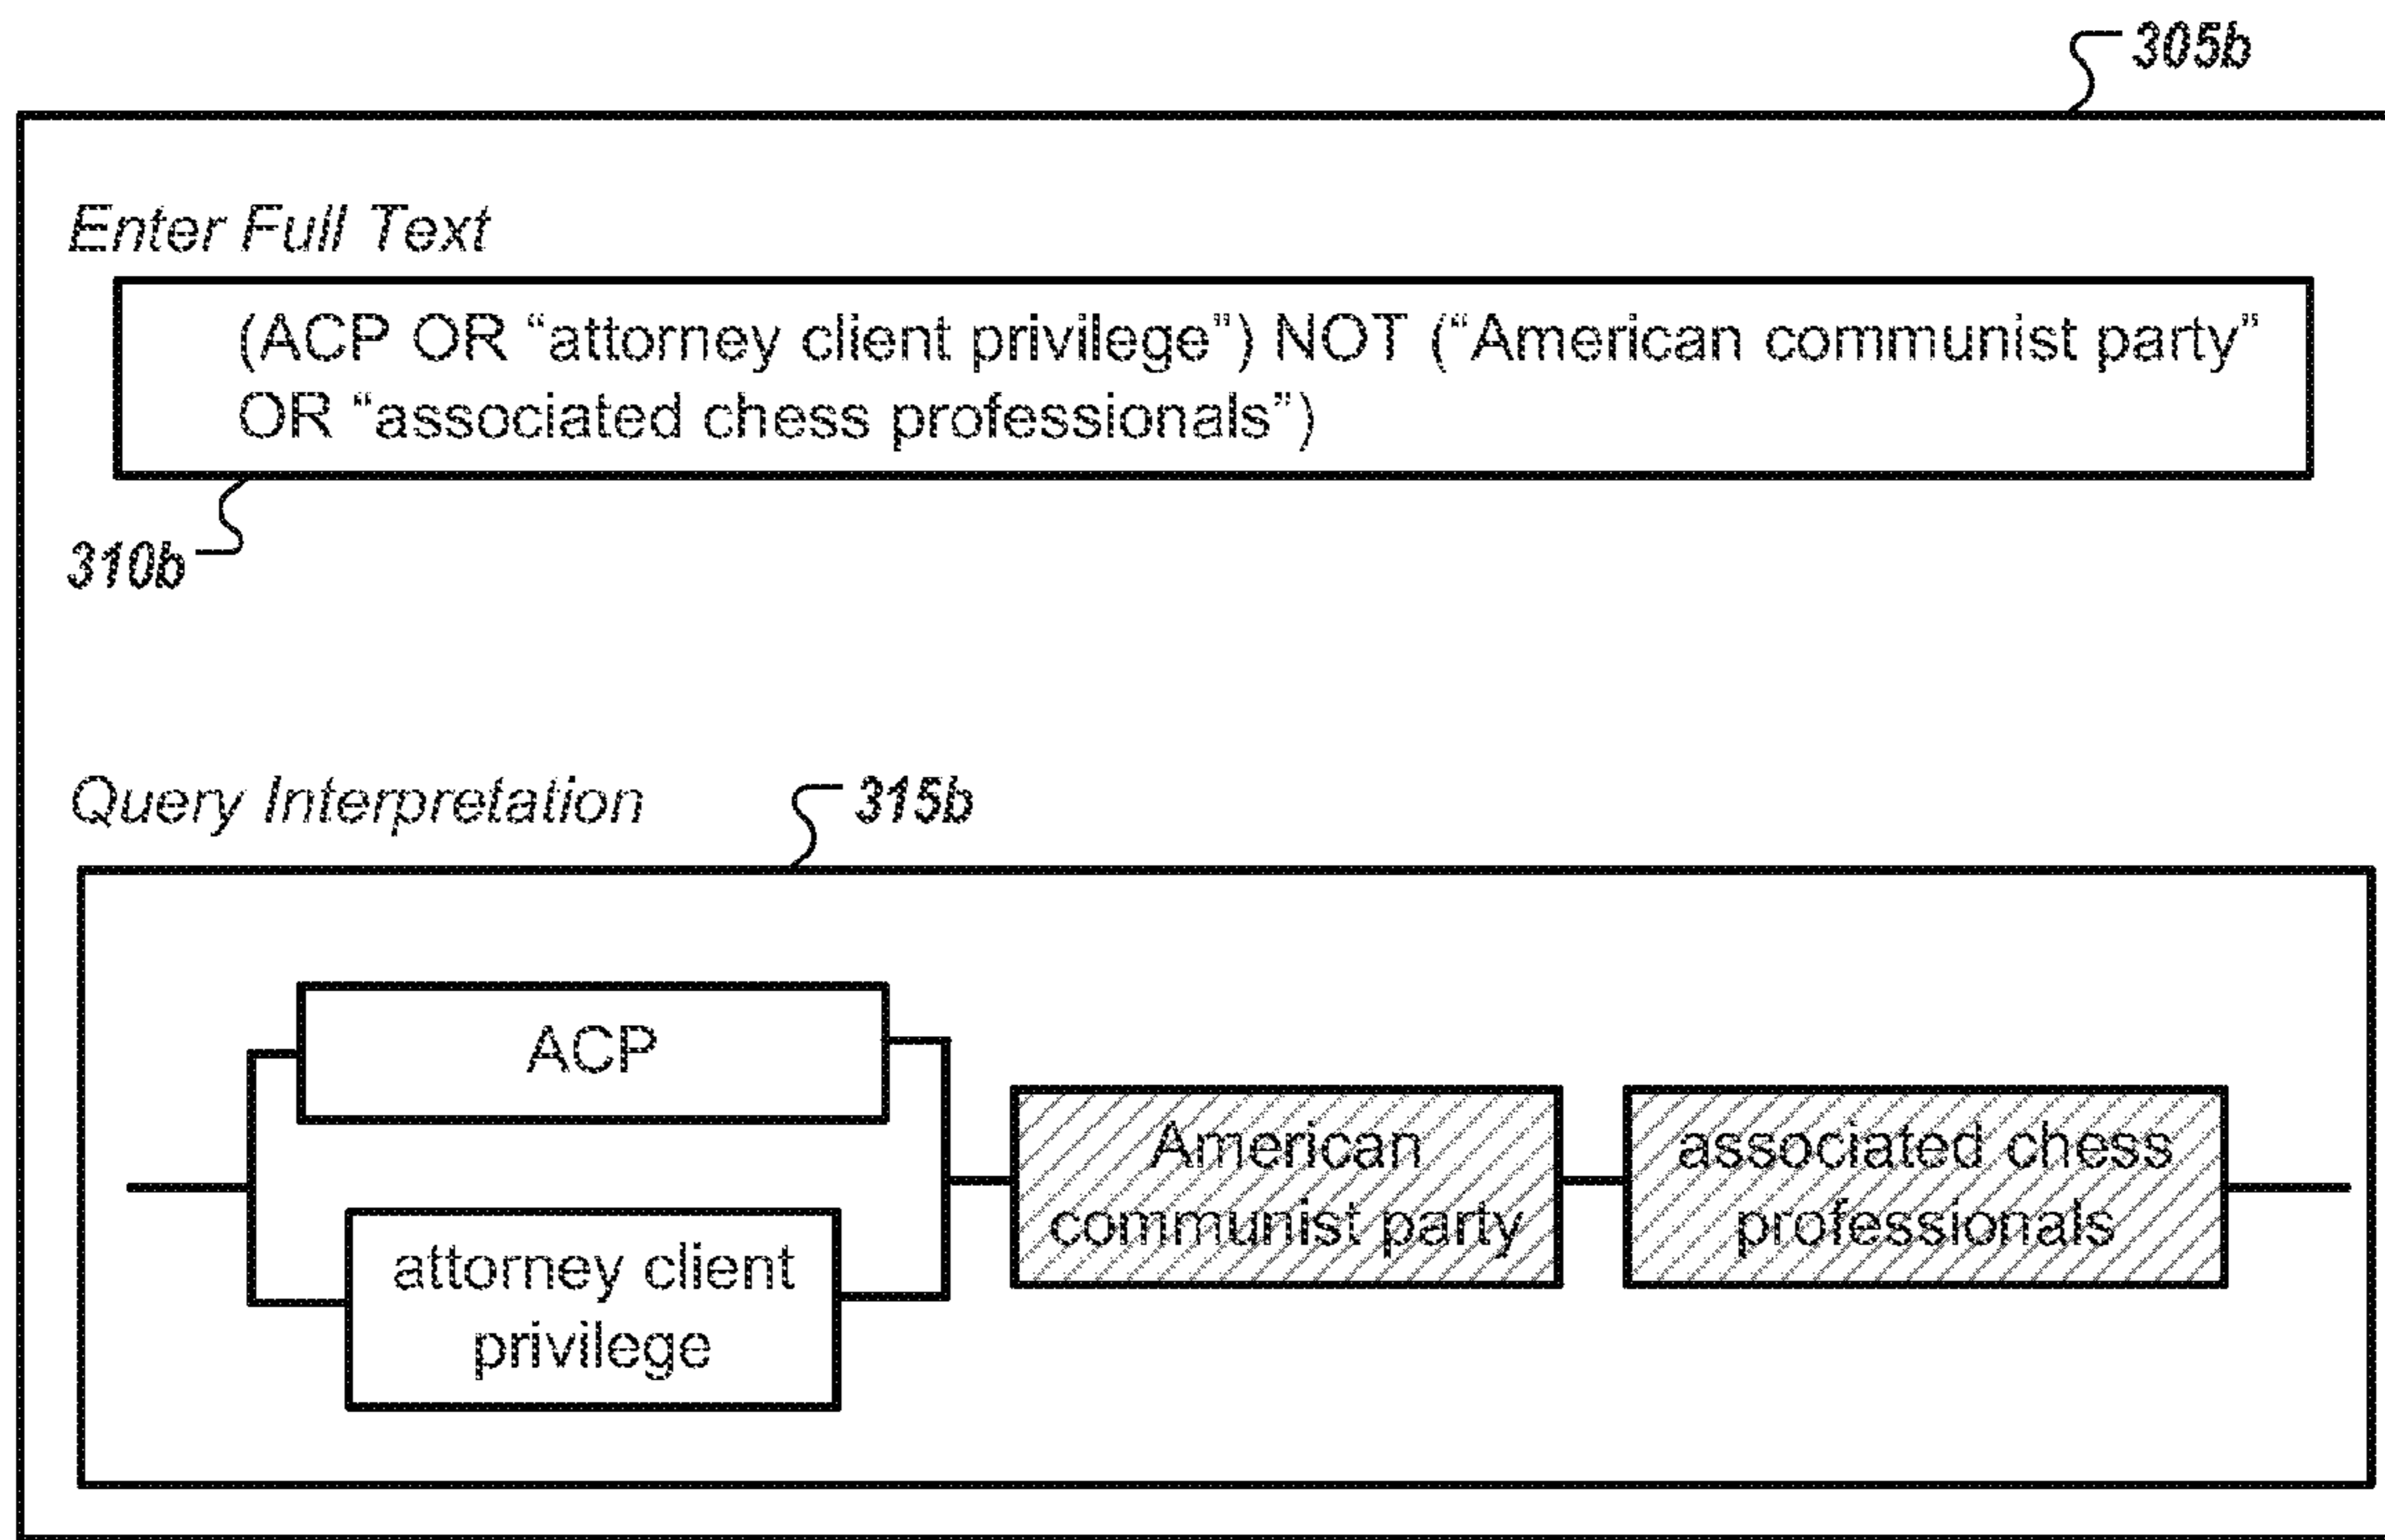 305b
Enter Full Text
(ACP OR “attorney client privilege”) NOT (“American communist party”
OR “associated chess professionals”)
310b
Query Interpretation
315b
ACP
attorney client
privilege
American
communist party
associated chess
professionals